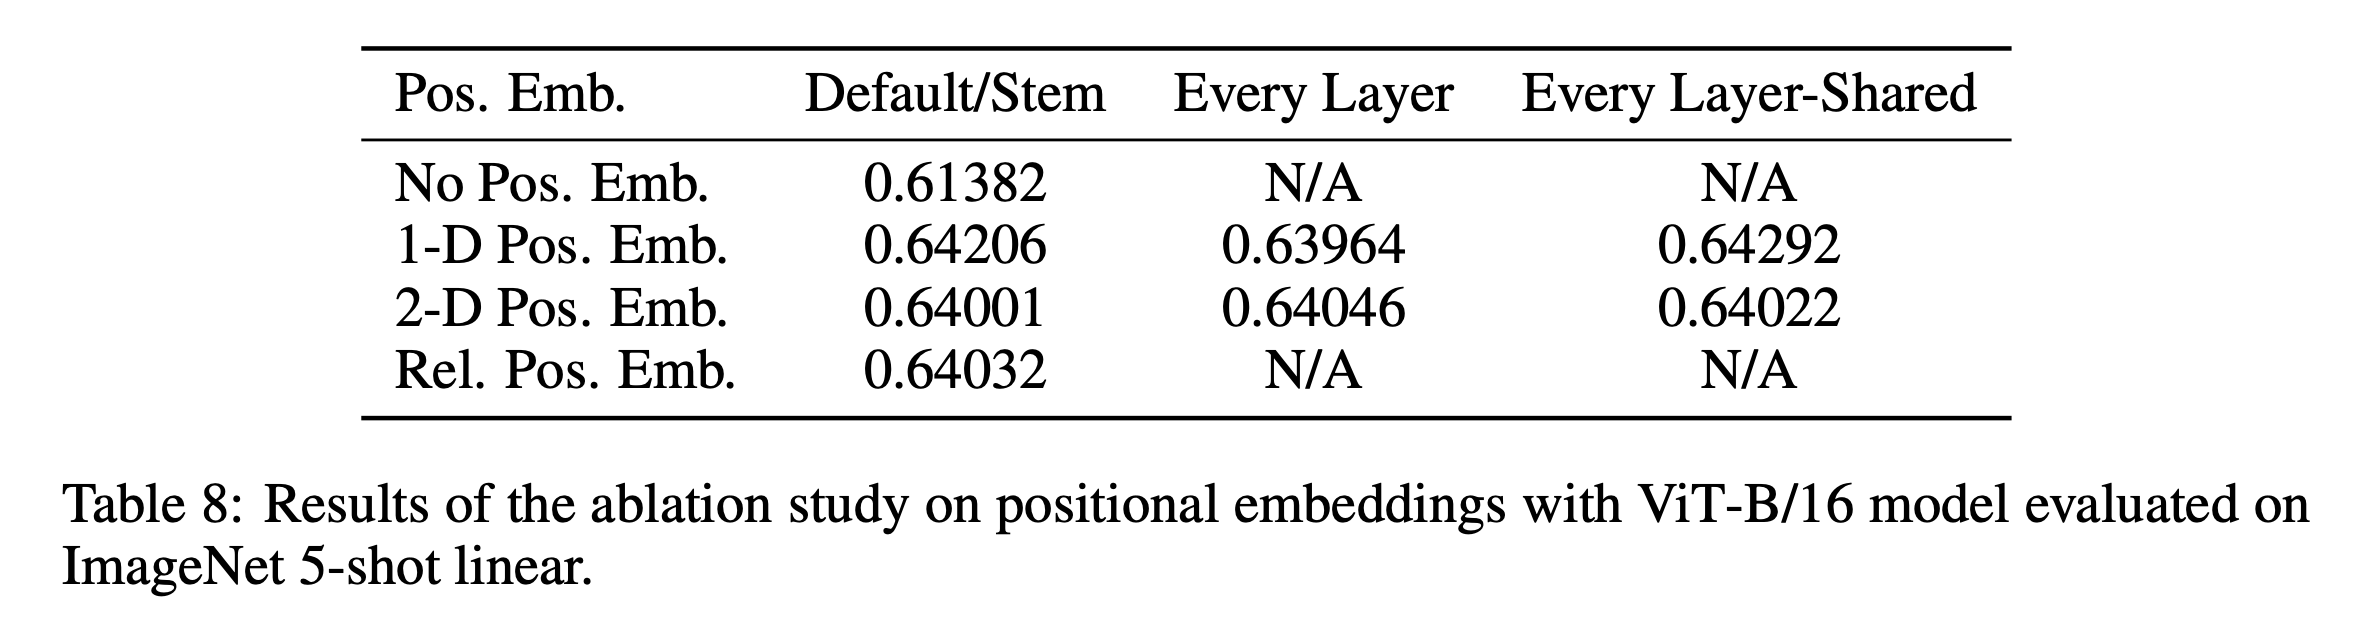 Pos. Emb. Default/Stem Every Layer Every Layer-Shared
No Pos. Emb. 0.61382 N/A N/A
1-D Pos. Emb. 0.64206 0.63964 0.64292
2-D Pos. Emb. 0.64001 0.64046 0.64022
Rel. Pos. Emb. 0.64032 N/A N/A
Table 8: Results of the ablation study on positional embeddings with ViT-B/16 model evaluated on
ImageNet 5-shot linear.